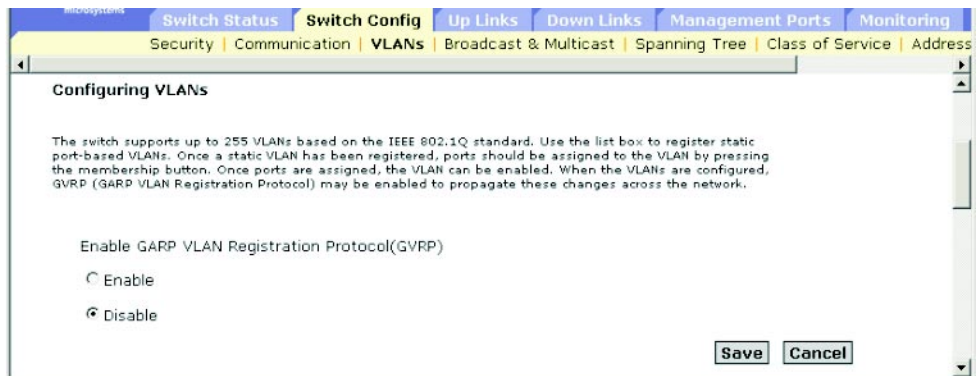 microsystems
Switch Status Switch Config Up Links Down Links Management Ports Monitoring
Security | Communication | VLANs | Broadcast & Multicast | Spanning Tree | Class of Service | Address
Configuring VLANs
The switch supports up to 255 VLANs based on the IEEE 802.1Q standard. Use the list box to register static
port-based VLANs. Once a static VLAN has been registered, ports should be assigned to the VLAN by pressing
the membership button. Once ports are assigned, the VLAN can be enabled. When the VLANs are configured,
GVRP (GARP VLAN Registration Protocol) may be enabled to propagate these changes across the network.
Enable GARP VLAN Registration Protocol(GVRP)
Enable
Disable
Save Cancel